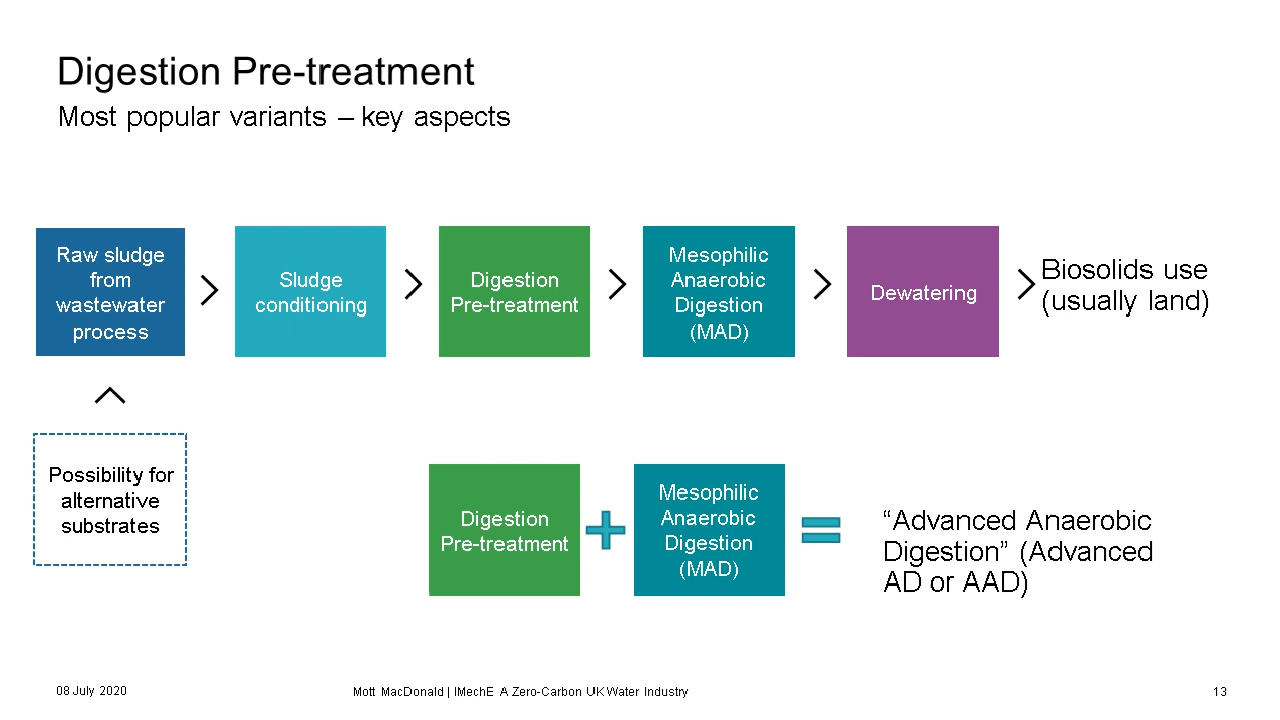 Digestion Pre-treatment
Most popular variants – key aspects
Raw sludge
from
wastewater
process
Sludge
conditioning
Digestion
Pre-treatment
Mesophilic
Anaerobic
Digestion
(MAD)
Dewatering
Biosolids use
(usually land)
Possibility for
alternative
substrates
Digestion
Pre-treatment
Mesophilic
Anaerobic
Digestion
(MAD)
“Advanced Anaerobic
Digestion” (Advanced
AD or AAD)
08 July 2020
Mott MacDonald | IMechE A Zero-Carbon UK Water Industry
13